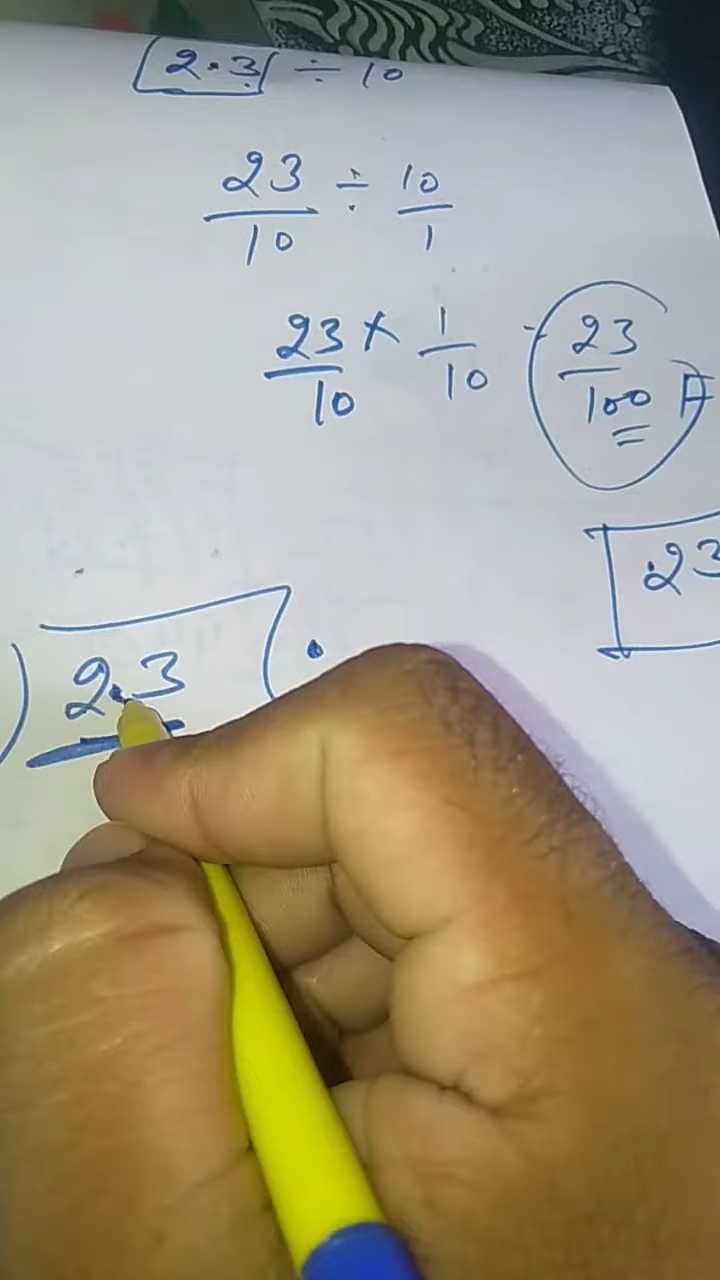 2.3 ÷ 10
23/10 ÷ 10/1
23/10 × 1/10 - 23/100
.23
) 2.3 ( .